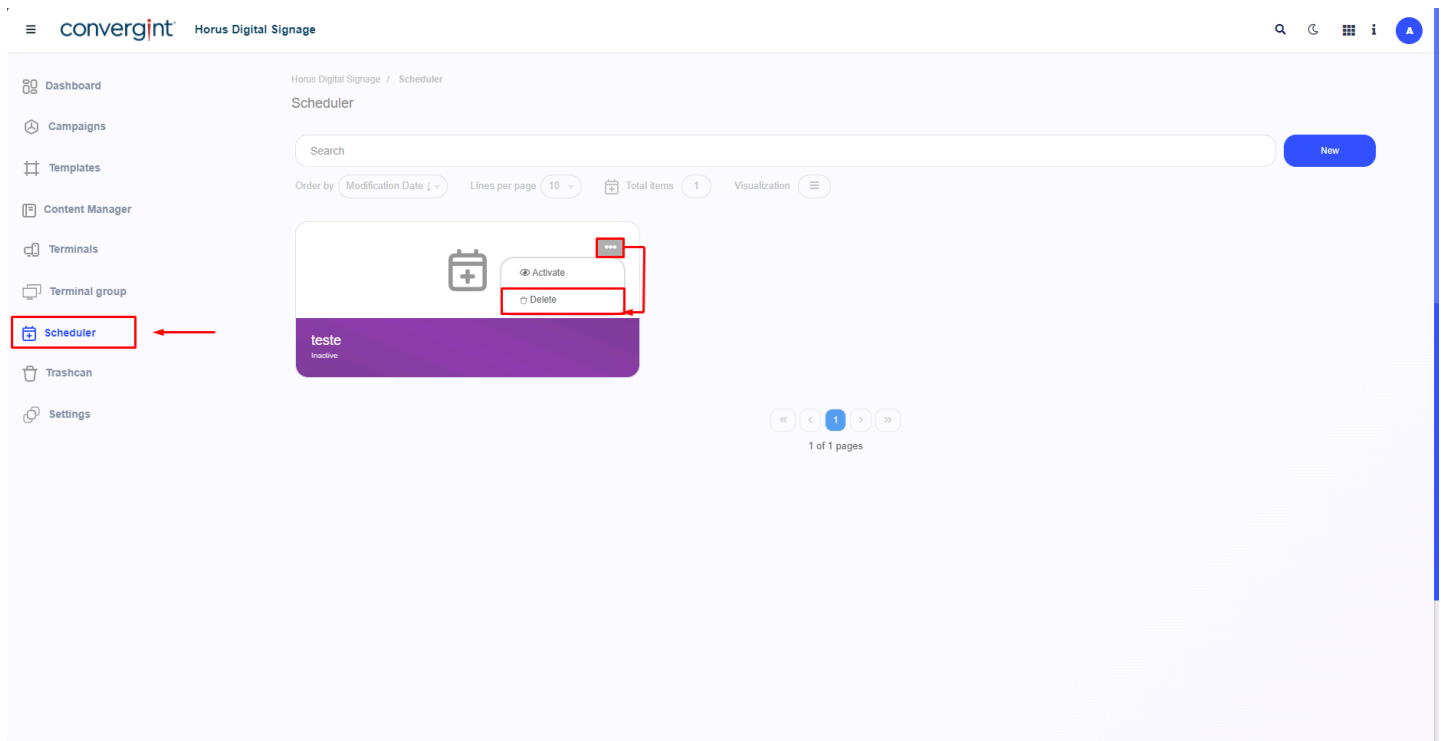 convergint Horus Digital Signage
i
A
Dashboard
Campaigns
Templates
Content Manager
Terminals
Terminal group
Scheduler
Trashcan
Settings
Horus Digital Signage / Scheduler
Scheduler
Search
New
Order by Modification Date ↓ Lines per page 10 Total items 1 Visualization
Activate
Delete
teste
Inactive
« ‹ 1 › »
1 of 1 pages